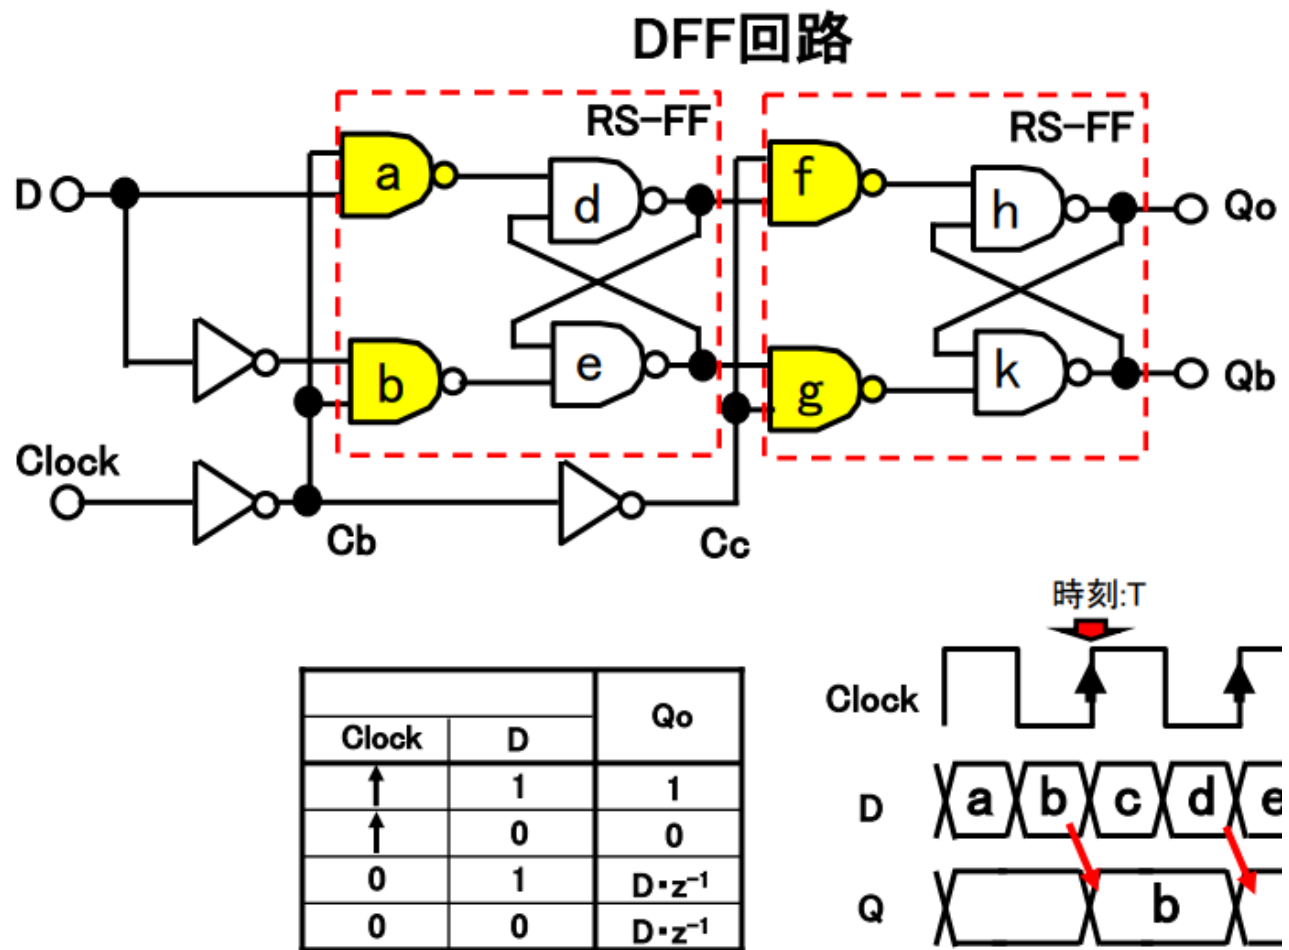 DFF回路
RS-FF
RS-FF
a
d
f
h
D
Qo
b
e
g
k
Qb
Clock
Cb
Cc
時刻:T
Clock
D
Q
Qo
Clock D
↑ 1 1
↑ 0 0
0 1 D・z⁻¹
0 0 D・z⁻¹
a b c d e
b